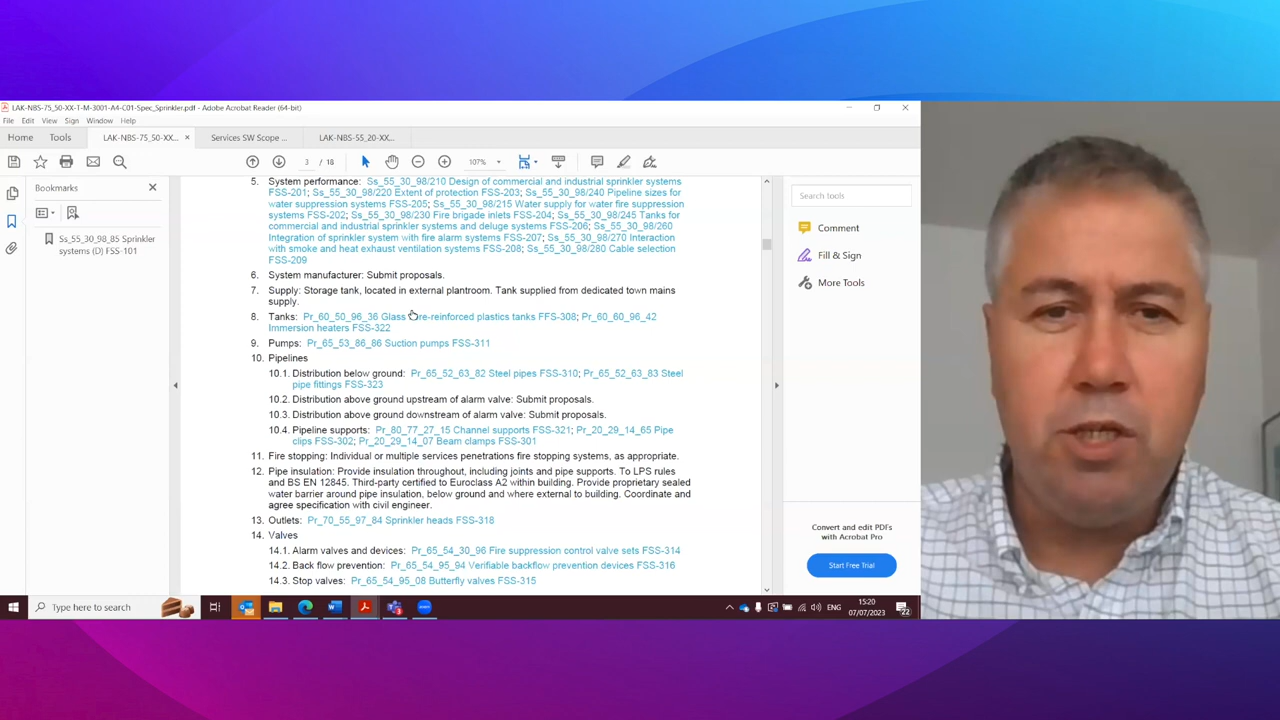 LAK-NBS-75_50-XX-T-M-3001-A4-C01-Spec_Sprinkler.pdf - Adobe Acrobat Reader (64-bit)
File Edit View Sign Window Help
Home Tools LAK-NBS-75_50-XX... × Services SW Scope ... LAK-NBS-55_20-XX...
3 / 18 107%
Bookmarks
Ss_55_30_98_85 Sprinkler
systems (D) FSS-101
5. System performance: Ss_55_30_98/210 Design of commercial and industrial sprinkler systems
FSS-201; Ss_55_30_98/220 Extent of protection FSS-203; Ss_55_30_98/240 Pipeline sizes for
water suppression systems FSS-205; Ss_55_30_98/215 Water supply for water fire suppression
systems FSS-202; Ss_55_30_98/230 Fire brigade inlets FSS-204; Ss_55_30_98/245 Tanks for
commercial and industrial sprinkler systems and deluge systems FSS-206; Ss_55_30_98/260
Integration of sprinkler system with fire alarm systems FSS-207; Ss_55_30_98/270 Interaction
with smoke and heat exhaust ventilation systems FSS-208; Ss_55_30_98/280 Cable selection
FSS-209
6. System manufacturer: Submit proposals.
7. Supply: Storage tank, located in external plantroom. Tank supplied from dedicated town mains
supply.
8. Tanks: Pr_60_50_96_36 Glass re-reinforced plastics tanks FFS-308; Pr_60_60_96_42
Immersion heaters FSS-322
9. Pumps: Pr_65_53_86_86 Suction pumps FSS-311
10. Pipelines
10.1. Distribution below ground: Pr_65_52_63_82 Steel pipes FSS-310; Pr_65_52_63_83 Steel
pipe fittings FSS-323
10.2. Distribution above ground upstream of alarm valve: Submit proposals.
10.3. Distribution above ground downstream of alarm valve: Submit proposals.
10.4. Pipeline supports: Pr_80_77_27_15 Channel supports FSS-321; Pr_20_29_14_65 Pipe
clips FSS-302; Pr_20_29_14_07 Beam clamps FSS-301
11. Fire stopping: Individual or multiple services penetrations fire stopping systems, as appropriate.
12. Pipe insulation: Provide insulation throughout, including joints and pipe supports. To LPS rules
and BS EN 12845. Third-party certified to Euroclass A2 within building. Provide proprietary sealed
water barrier around pipe insulation, below ground and where external to building. Coordinate and
agree specification with civil engineer.
13. Outlets: Pr_70_55_97_84 Sprinkler heads FSS-318
14. Valves
14.1. Alarm valves and devices: Pr_65_54_30_96 Fire suppression control valve sets FSS-314
14.2. Back flow prevention: Pr_65_54_95_94 Verifiable backflow prevention devices FSS-316
14.3. Stop valves: Pr_65_54_95_08 Butterfly valves FSS-315
Search tools
Comment
Fill & Sign
More Tools
Convert and edit PDFs
with Acrobat Pro
Start Free Trial
Type here to search
ENG
15:20
07/07/2023
22